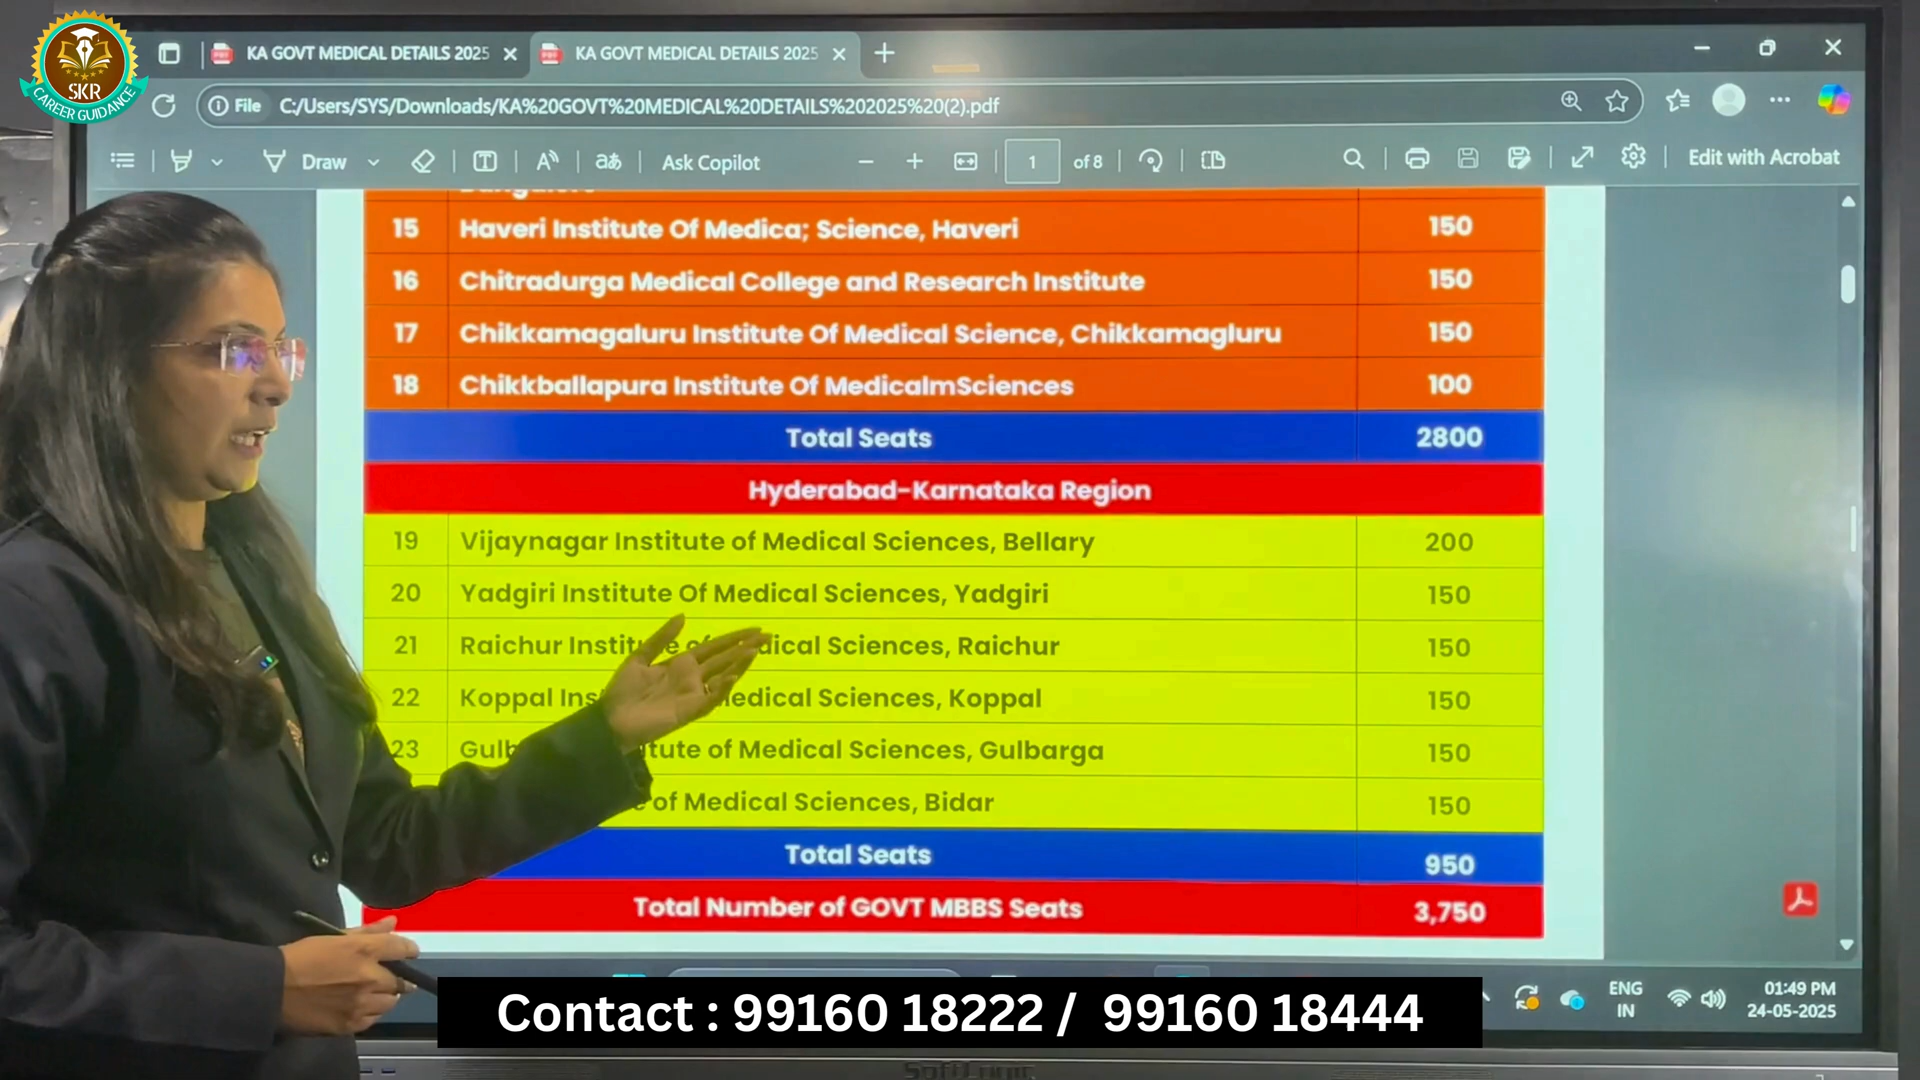 SKR
CAREER GUIDANCE
KA GOVT MEDICAL DETAILS 2025
KA GOVT MEDICAL DETAILS 2025
File C:/Users/SYS/Downloads/KA%20GOVT%20MEDICAL%20DETAILS%202025%20(2).pdf
Draw
Ask Copilot
1 of 8
Edit with Acrobat
15 Haveri Institute Of Medica; Science, Haveri 150
16 Chitradurga Medical College and Research Institute 150
17 Chikkamagaluru Institute Of Medical Science, Chikkamagluru 150
18 Chikkballapura Institute Of MedicalmSciences 100
Total Seats 2800
Hyderabad-Karnataka Region
19 Vijaynagar Institute of Medical Sciences, Bellary 200
20 Yadgiri Institute Of Medical Sciences, Yadgiri 150
21 Raichur Sciences, Raichur 150
22 Koppal Sciences, Koppal 150
23 of Medical Sciences, Gulbarga 150
of Medical Sciences, Bidar 150
Total Seats 950
Total Number of GOVT MBBS Seats 3,750
Contact : 99160 18222 / 99160 18444
ENG
IN
01:49 PM
24-05-2025